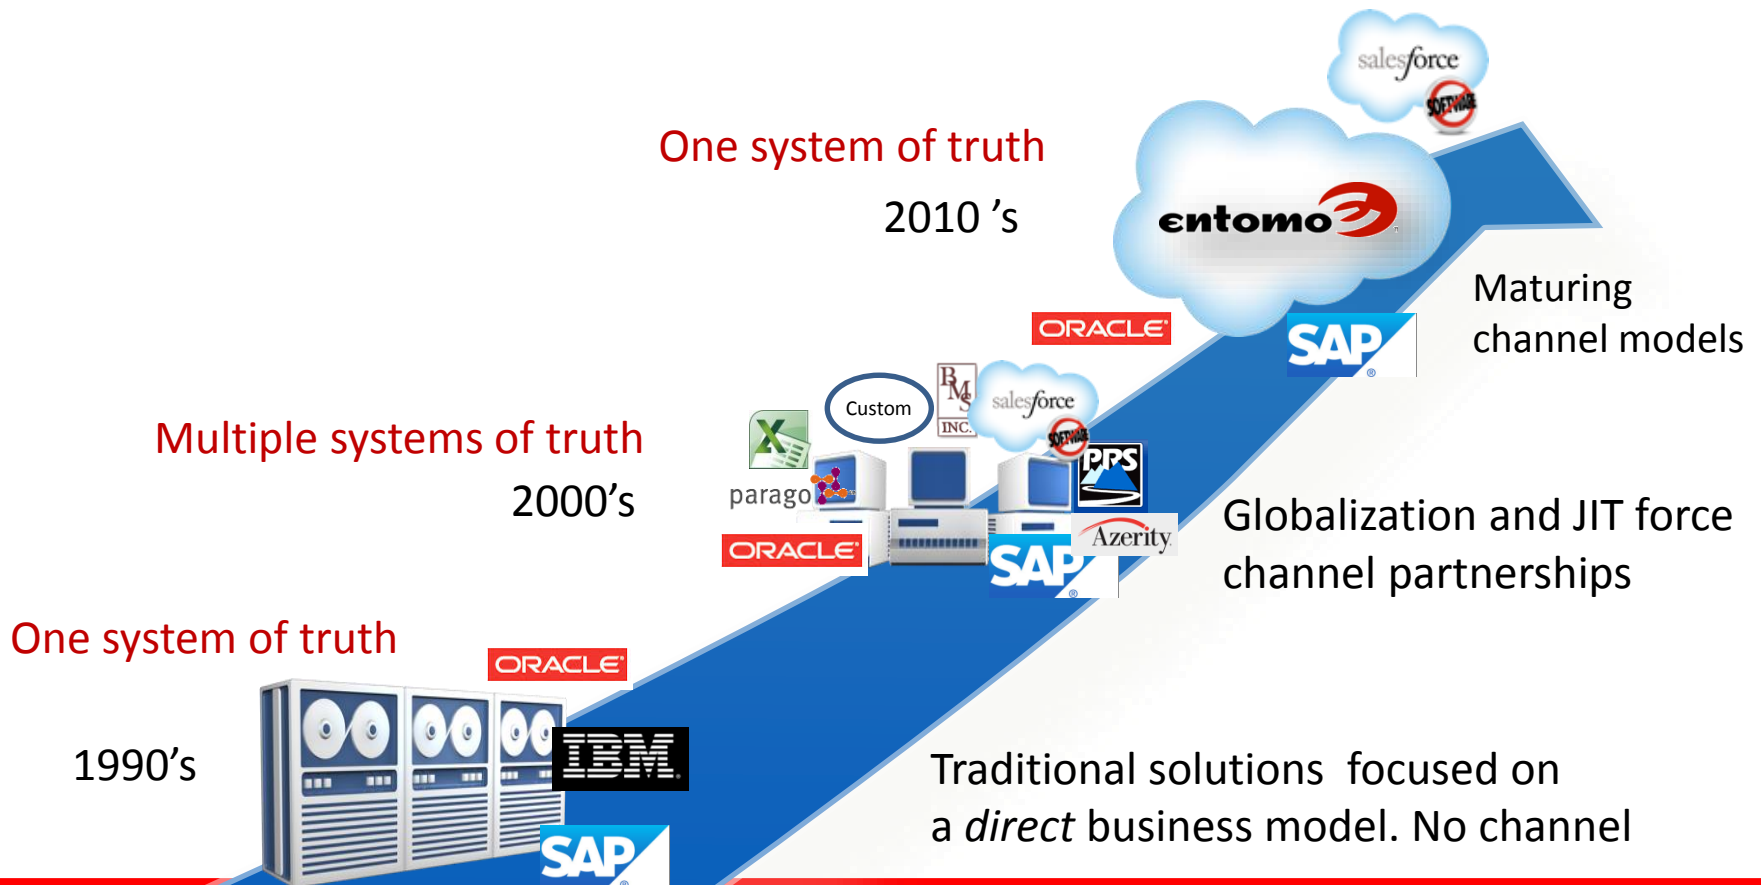 salesforce
SOFTWARE
One system of truth
2010 's
entomo
Maturing
channel models
ORACLE
SAP
Custom
BMS
INC.
salesforce
SOFTWARE
Multiple systems of truth
2000's
parago
PRS
ORACLE
SAP
Azerity
Globalization and JIT force
channel partnerships
One system of truth
ORACLE
1990's
IBM
SAP
Traditional solutions focused on
a direct business model. No channel